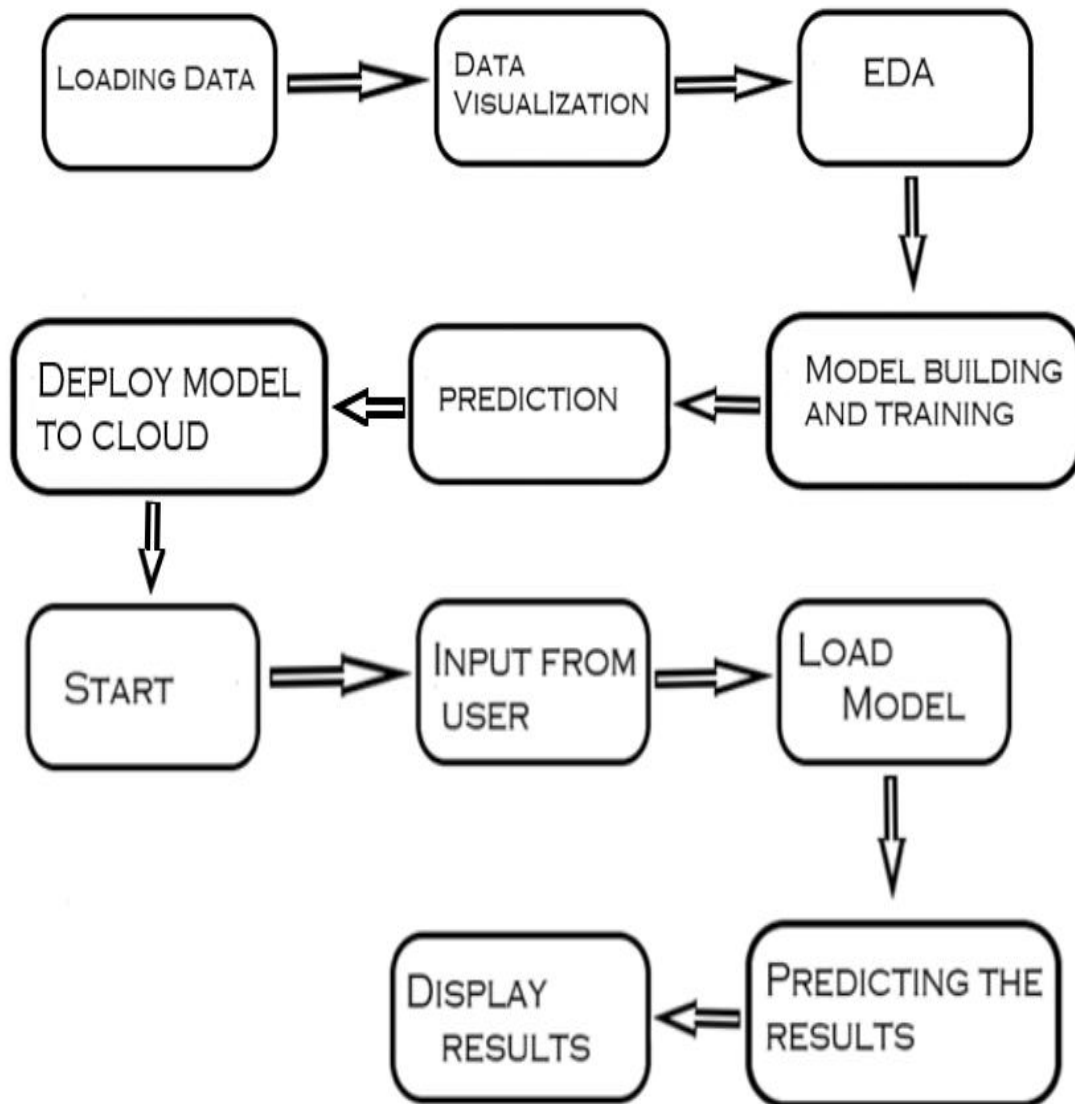 LOADING DATA
DATA
VISUALIZATION
EDA
MODEL BUILDING
AND TRAINING
PREDICTION
DEPLOY MODEL
TO CLOUD
START
INPUT FROM
USER
LOAD
MODEL
PREDICTING THE
RESULTS
DISPLAY
RESULTS